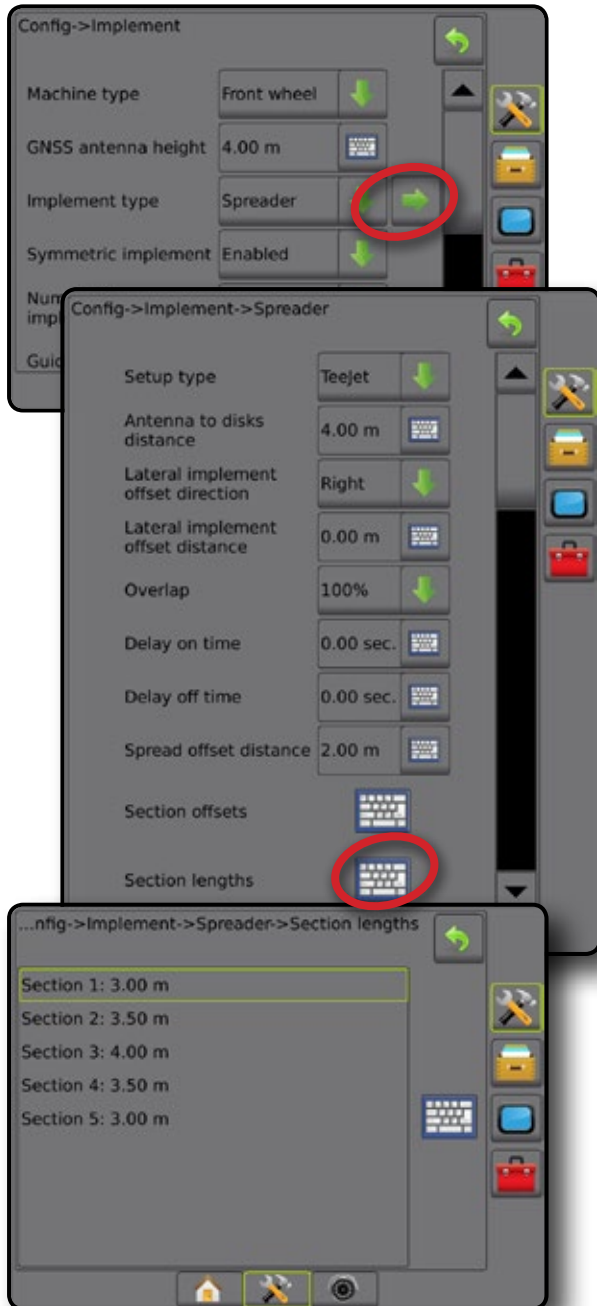 Config->Implement
Machine type Front wheel
GNSS antenna height 4.00 m
Implement type Spreader
Symmetric implement Enabled
Config->Implement->Spreader
Setup type TeeJet
Antenna to disks
distance 4.00 m
Lateral implement
offset direction Right
Lateral implement
offset distance 0.00 m
Overlap 100%
Delay on time 0.00 sec.
Delay off time 0.00 sec.
Spread offset distance 2.00 m
Section offsets
Section lengths
...nfig->Implement->Spreader->Section lengths
Section 1: 3.00 m
Section 2: 3.50 m
Section 3: 4.00 m
Section 4: 3.50 m
Section 5: 3.00 m